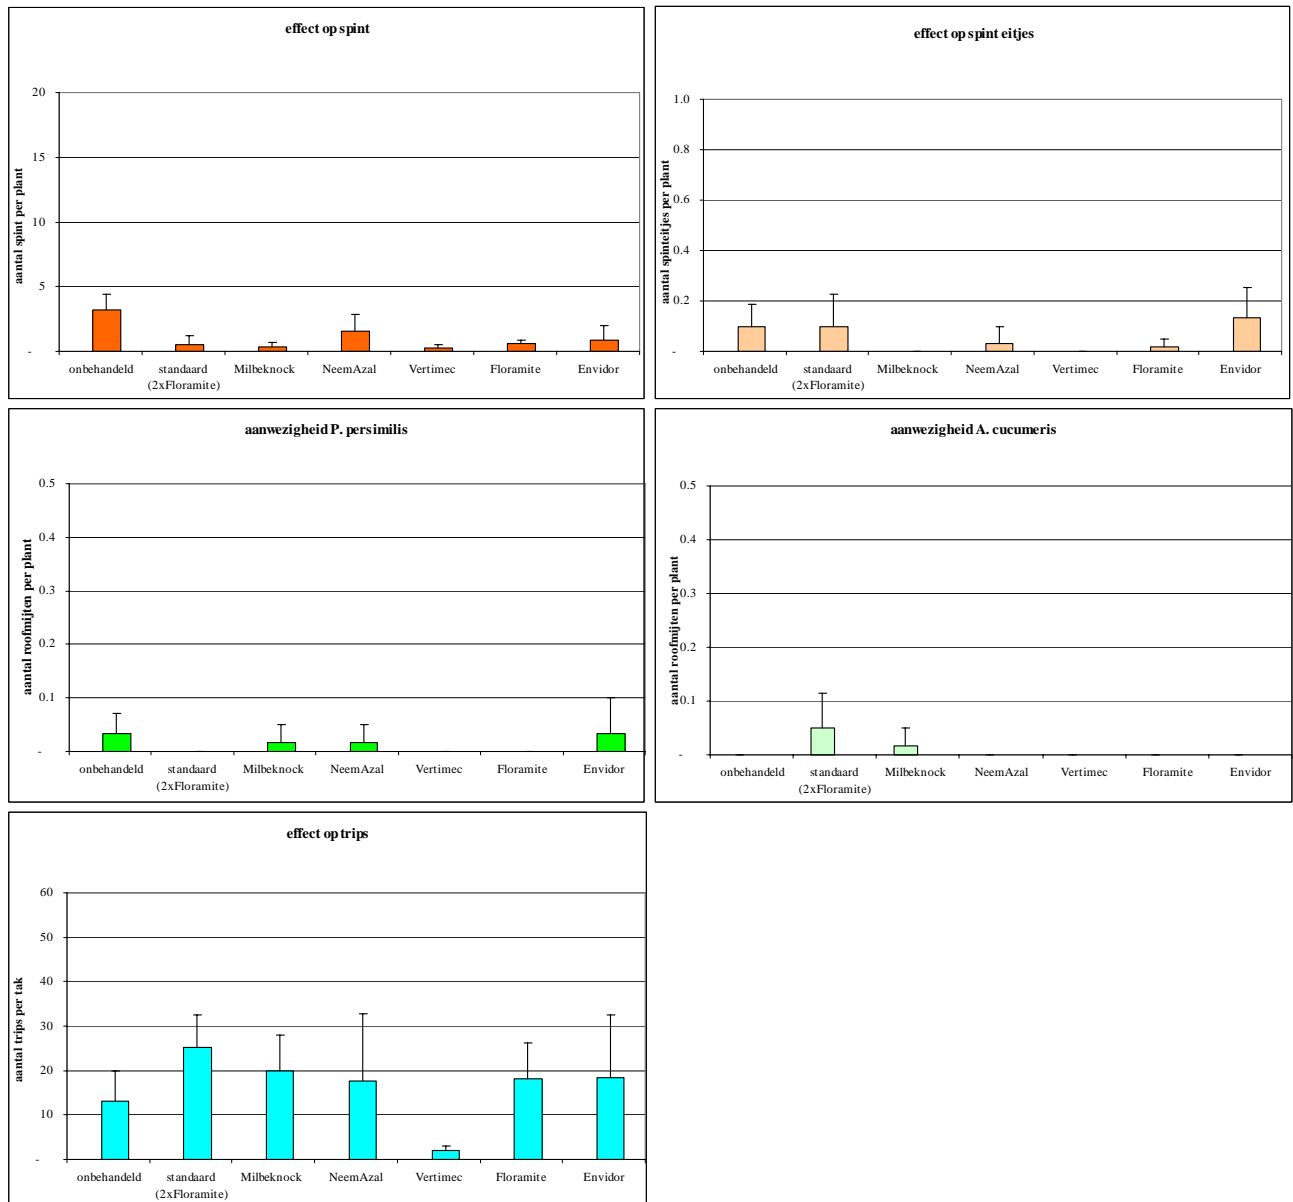 effect op spint
20
15
10
5
-
aantal spint per plant
onbehandeld standaard Milbeknock NeemAzal Vertimec Floramite Envidor
(2xFloramite)
effect op spint eitjes
1.0
0.8
0.6
0.4
0.2
-
aantal spinteitjes per plant
onbehandeld standaard Milbeknock NeemAzal Vertimec Floramite Envidor
(2xFloramite)
aanwezigheid P. persimilis
0.5
0.4
0.3
0.2
0.1
-
aantal roofmijten per plant
onbehandeld standaard Milbeknock NeemAzal Vertimec Floramite Envidor
(2xFloramite)
aanwezigheid A. cucumeris
0.5
0.4
0.3
0.2
0.1
-
aantal roofmijten per plant
onbehandeld standaard Milbeknock NeemAzal Vertimec Floramite Envidor
(2xFloramite)
effect op trips
60
50
40
30
20
10
-
aantal trips per tak
onbehandeld standaard Milbeknock NeemAzal Vertimec Floramite Envidor
(2xFloramite)